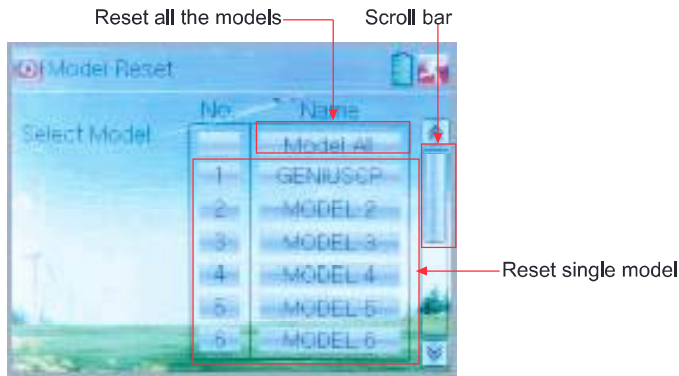 Reset all the models
Scroll bar
Model Reset
No. Name
Select Model
Model All
1 GENIUSCP
2 MODEL 2
3 MODEL 3
4 MODEL 4
5 MODEL 5
6 MODEL 6
Reset single model